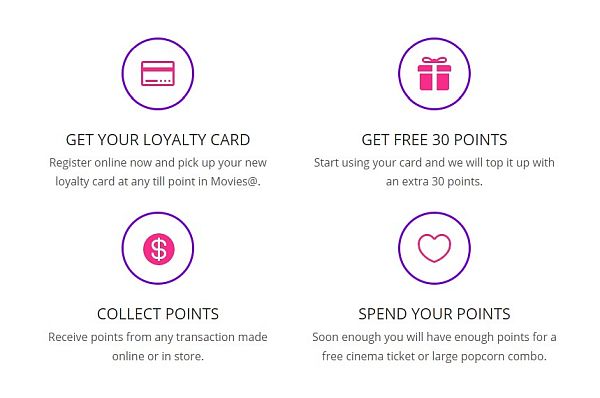 GET YOUR LOYALTY CARD
Register online now and pick up your new
loyalty card at any till point in Movies@.
GET FREE 30 POINTS
Start using your card and we will top it up with
an extra 30 points.
$
COLLECT POINTS
Receive points from any transaction made
online or in store.
SPEND YOUR POINTS
Soon enough you will have enough points for a
free cinema ticket or large popcorn combo.